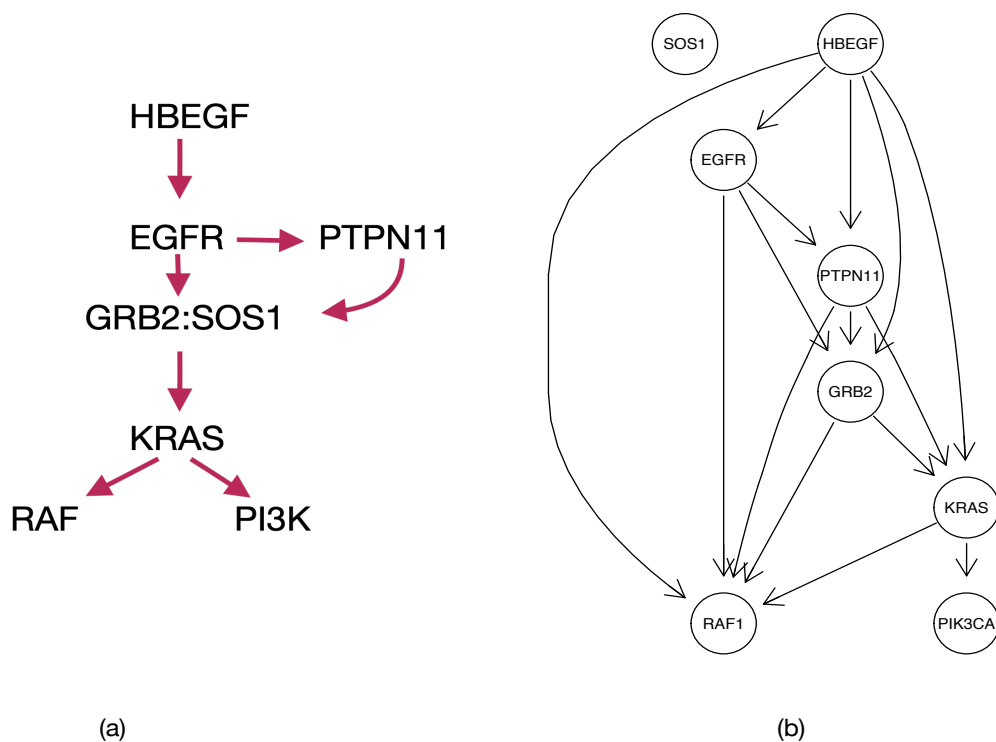 HBEGF
EGFR PTPN11
GRB2:SOS1
KRAS
RAF PI3K
(a)
SOS1 HBEGF
EGFR
PTPN11
GRB2
KRAS
RAF1 PIK3CA
(b)